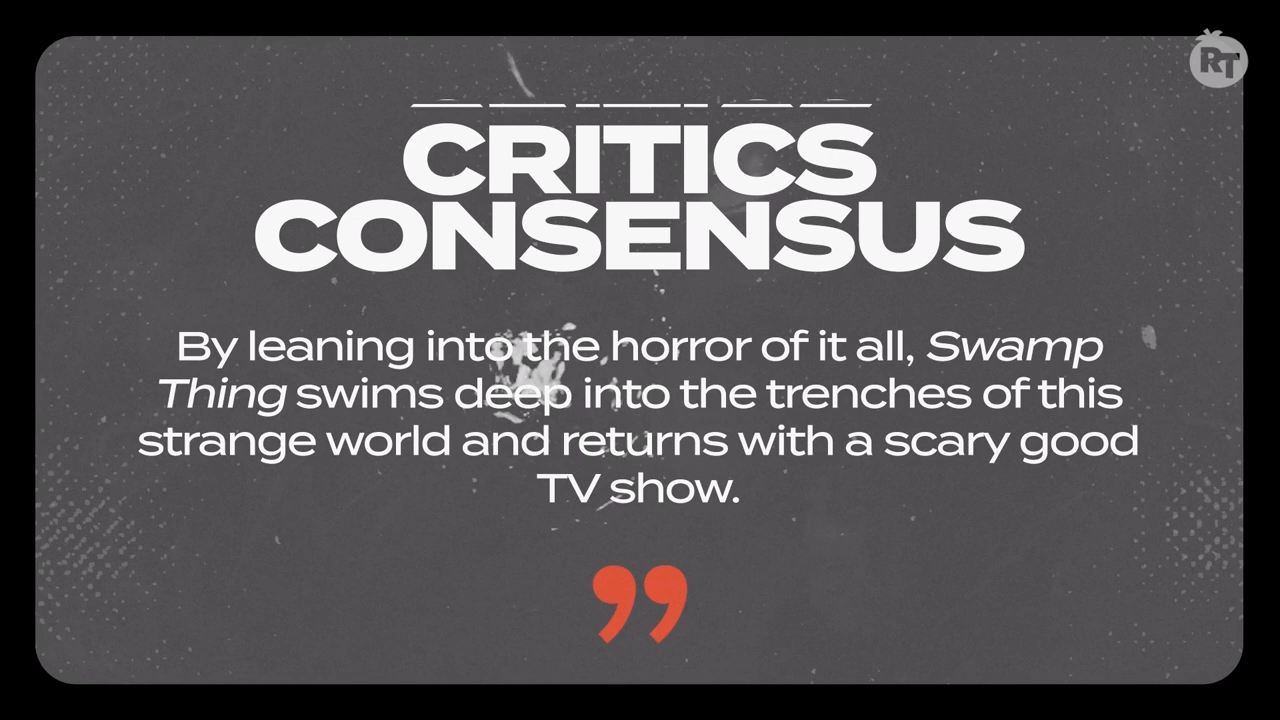 RT
CRITICS
CONSENSUS
By leaning into the horror of it all, Swamp
Thing swims deep into the trenches of this
strange world and returns with a scary good
TV show.
”